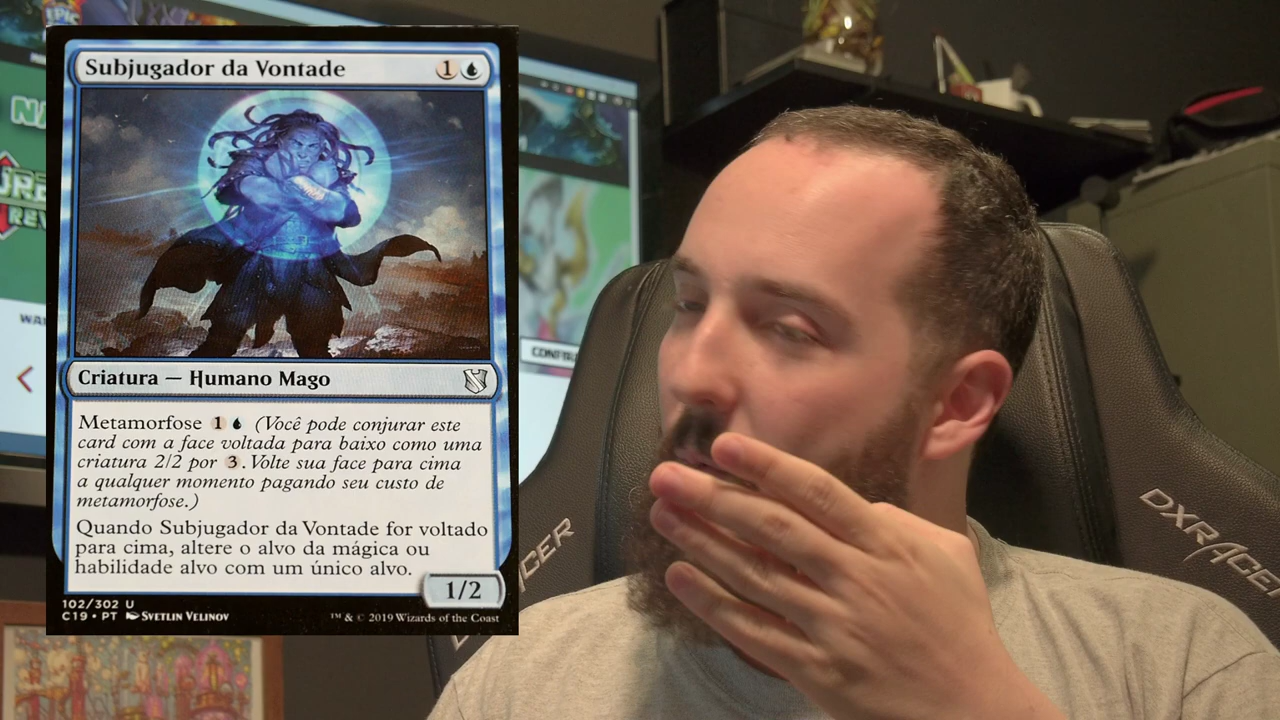 Subjugador da Vontade 1
Criatura — Humano Mago
Metamorfose 1 (Você pode conjurar este
card com a face voltada para baixo como uma
criatura 2/2 por 3. Volte sua face para cima
a qualquer momento pagando seu custo de
metamorfose.)
Quando Subjugador da Vontade for voltado
para cima, altere o alvo da mágica ou
habilidade alvo com um único alvo.
1/2
102/302 U
C19 • PT SVETLIN VELINOV
™ & © 2019 Wizards of the Coast
DXRACER